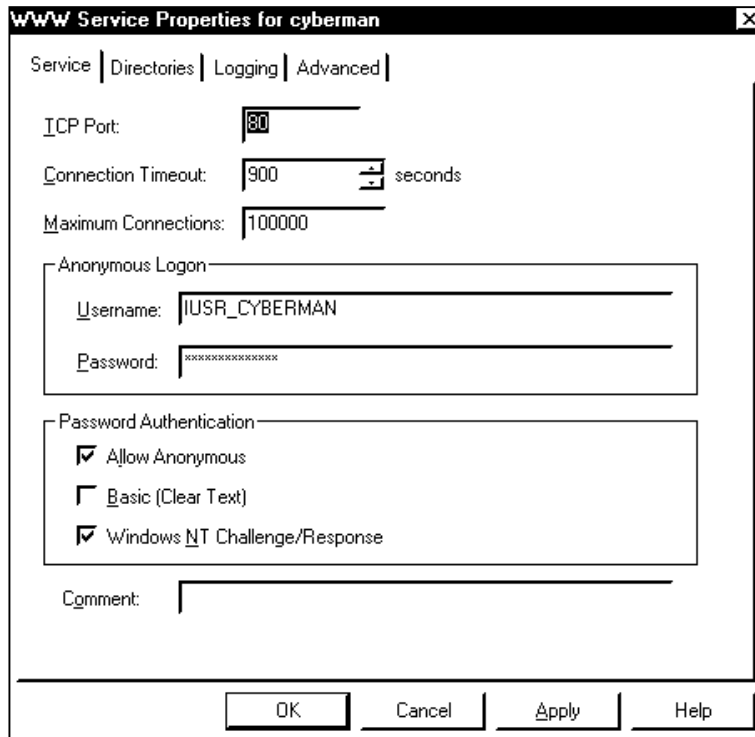 WWW Service Properties for cyberman
Service Directories Logging Advanced
TCP Port: 80
Connection Timeout: 900 seconds
Maximum Connections: 100000
Anonymous Logon
Username: IUSR_CYBERMAN
Password: **************
Password Authentication
Allow Anonymous
Basic (Clear Text)
Windows NT Challenge/Response
Comment:
OK Cancel Apply Help